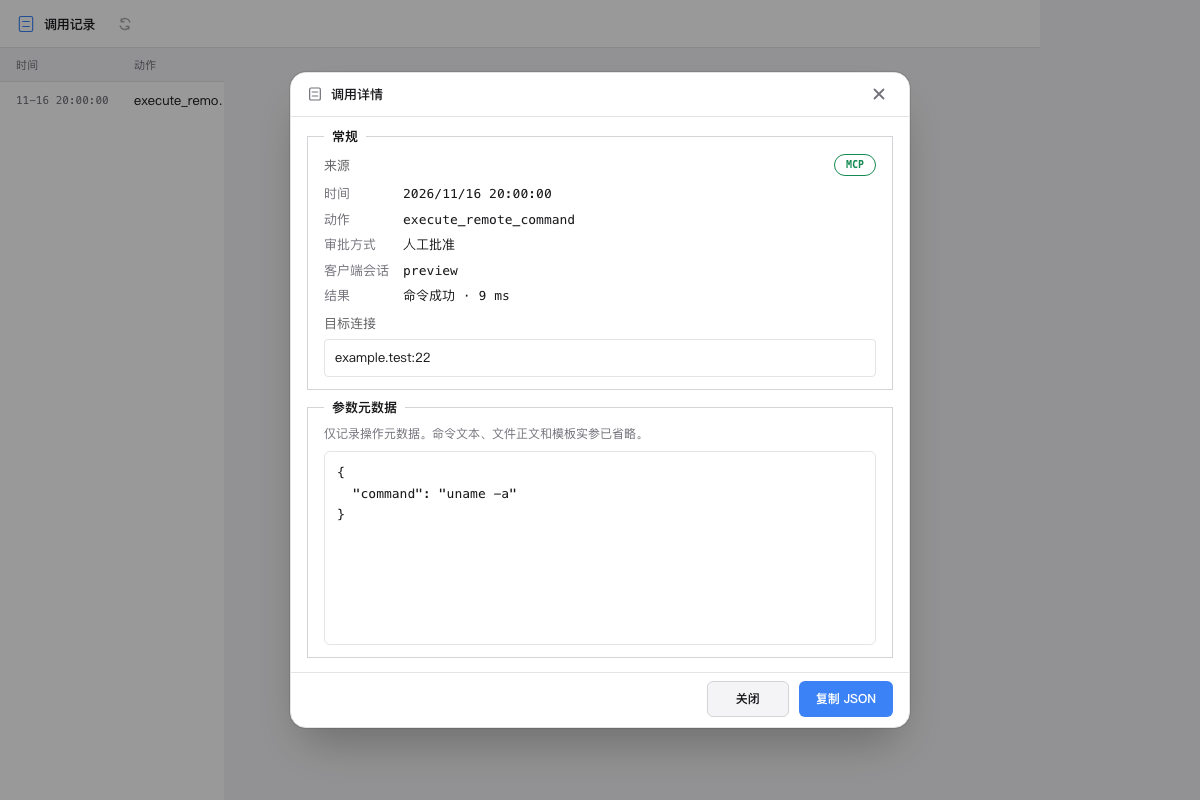 调用记录
时间 动作
11-16 20:00:00 execute_remo.
调用详情
常规
来源 MCP
时间 2026/11/16 20:00:00
动作 execute_remote_command
审批方式 人工批准
客户端会话 preview
结果 命令成功 · 9 ms
目标连接
example.test:22
参数元数据
仅记录操作元数据。命令文本、文件正文和模板实参已省略。
{
  "command": "uname -a"
}
关闭 复制 JSON